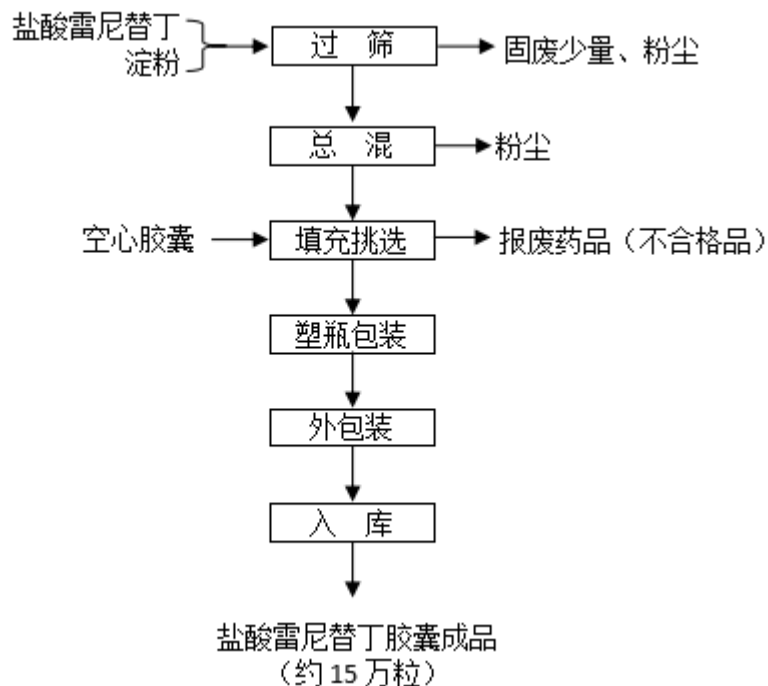 盐酸雷尼替丁
淀粉
过 筛
固废少量、粉尘
总 混
粉尘
空心胶囊
填充挑选
报废药品（不合格品）
塑瓶包装
外包装
入 库
盐酸雷尼替丁胶囊成品
（约15万粒）